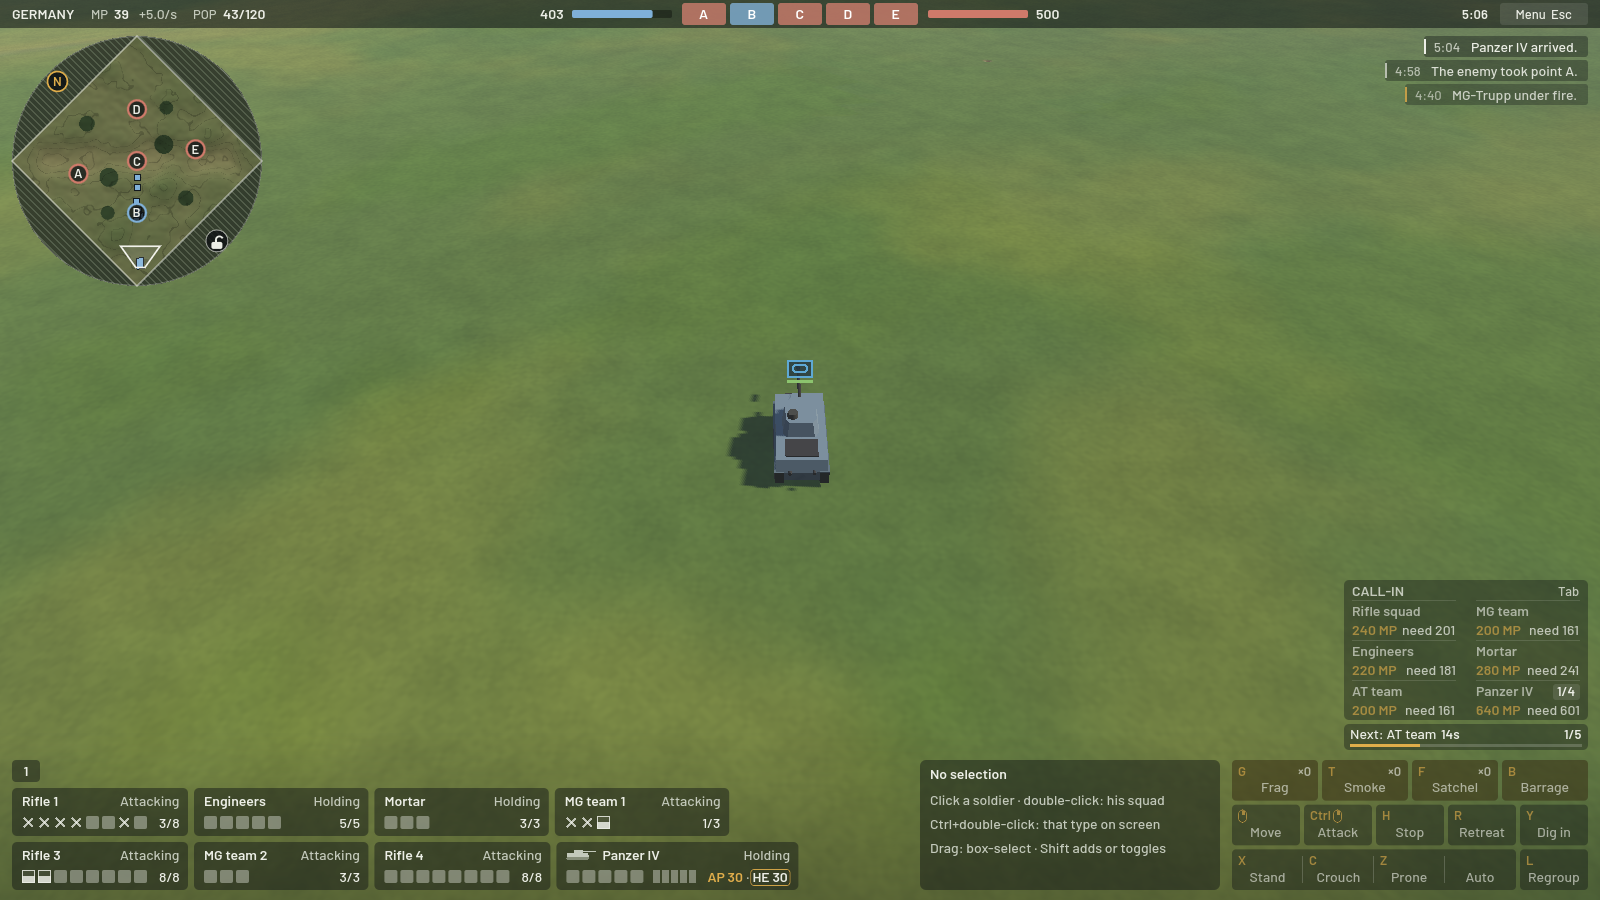 GERMANY MP 39 +5.0/s POP 43/120 403 A B C D E 500 5:06 Menu Esc
5:04 Panzer IV arrived.
4:58 The enemy took point A.
4:40 MG-Trupp under fire.
N
D
E
C
A
B
CALL-IN Tab
Rifle squad MG team
240 MP need 201 200 MP need 161
Engineers Mortar
220 MP need 181 280 MP need 241
AT team Panzer IV 1/4
200 MP need 161 640 MP need 601
Next: AT team 14s 1/5
1
Rifle 1 Attacking
3/8
Engineers Holding
5/5
Mortar Holding
3/3
MG team 1 Attacking
1/3
Rifle 3 Attacking
8/8
MG team 2 Attacking
3/3
Rifle 4 Attacking
8/8
Panzer IV Holding
AP 30 · HE 30
No selection
Click a soldier · double-click: his squad
Ctrl+double-click: that type on screen
Drag: box-select · Shift adds or toggles
G ×0 T ×0 F ×0 B
Frag Smoke Satchel Barrage
Ctrl H R Y
Move Attack Stop Retreat Dig in
X C Z L
Stand Crouch Prone Auto Regroup